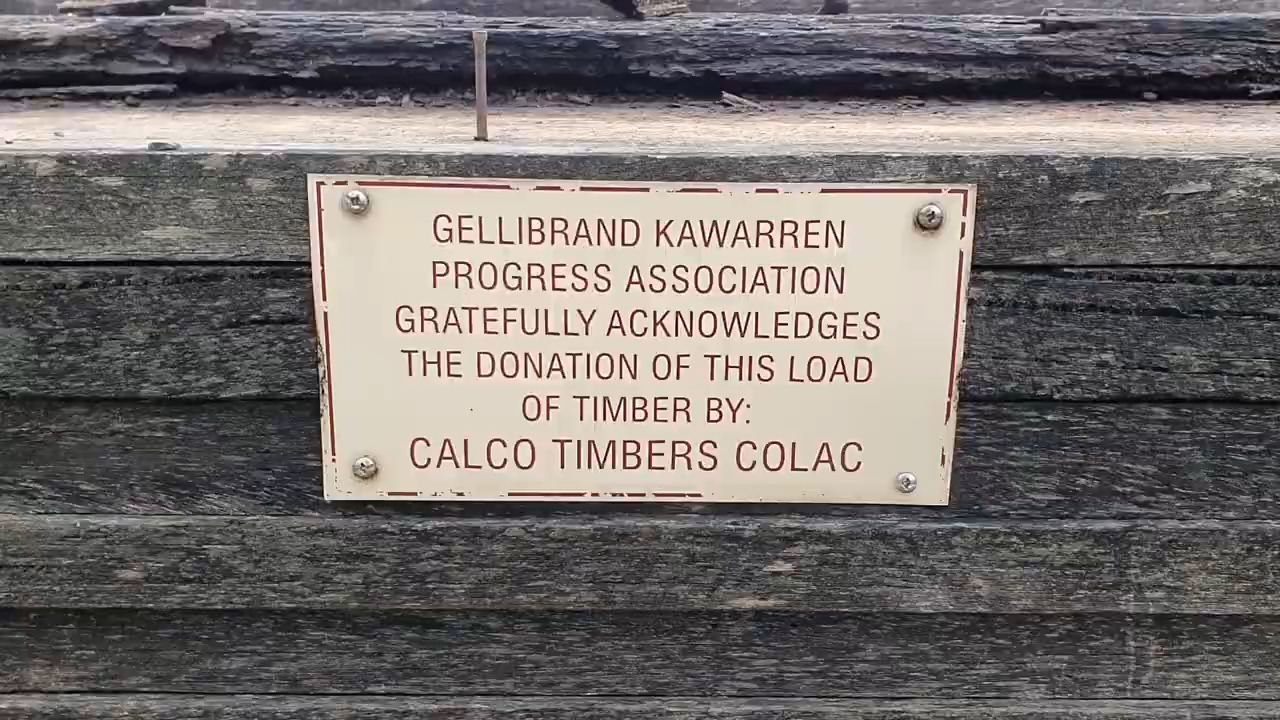 GELLIBRAND KAWARREN
PROGRESS ASSOCIATION
GRATEFULLY ACKNOWLEDGES
THE DONATION OF THIS LOAD
OF TIMBER BY:
CALCO TIMBERS COLAC